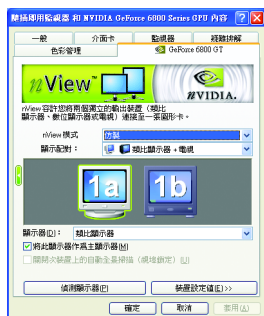 隨插即用監視器 和 NVIDIA GeForce 6800 Series GPU 內容
一般
介面卡
監視器
疑難排解
色彩管理
GeForce 6800 GT
nView™
NVIDIA.
nView 容許您將兩個獨立的輸出裝置（類比
顯示器、數位顯示器或電視）連接至一張圖形卡。
nView 模式
仿製
顯示配對：
類比顯示器 + 電視
1a
1b
顯示器(D)：
類比顯示器
將此顯示器作為主顯示器(M)
開啟次裝置上的自動全景掃描（視埠鎖定）(U)
偵測顯示器(P)
裝置設定值(E)>>
確定
取消
套用(A)